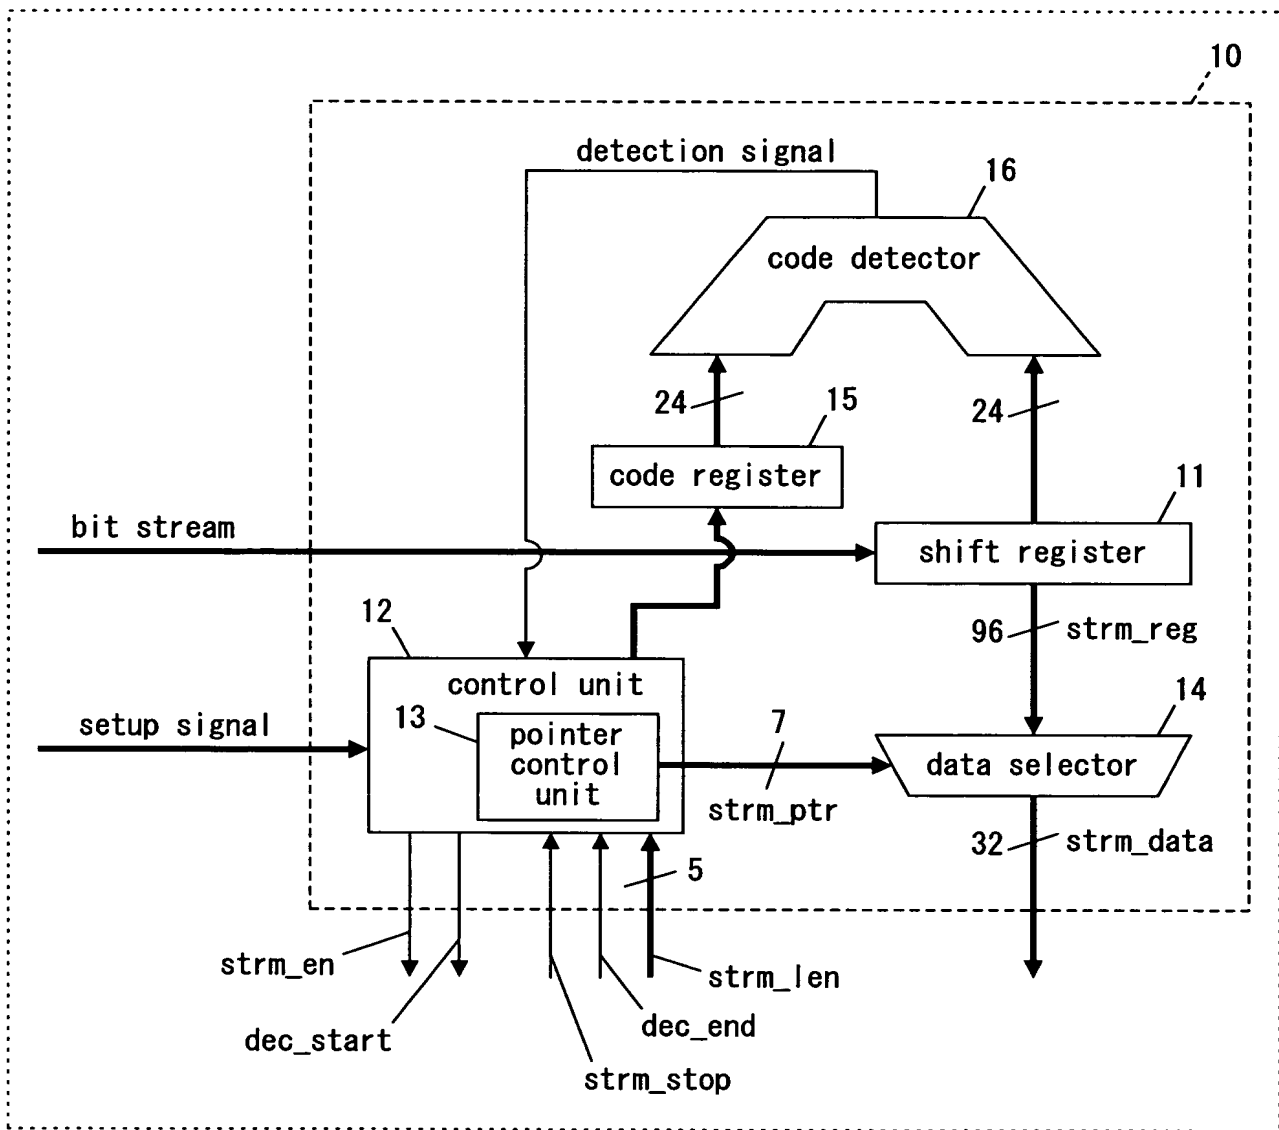 10
detection signal
16
code detector
24
15
24
code register
11
bit stream
shift register
12
96
strm_reg
control unit
14
setup signal
13
pointer
control
unit
7
data selector
strm_ptr
32
strm_data
5
strm_en
strm_len
dec_start
dec_end
strm_stop